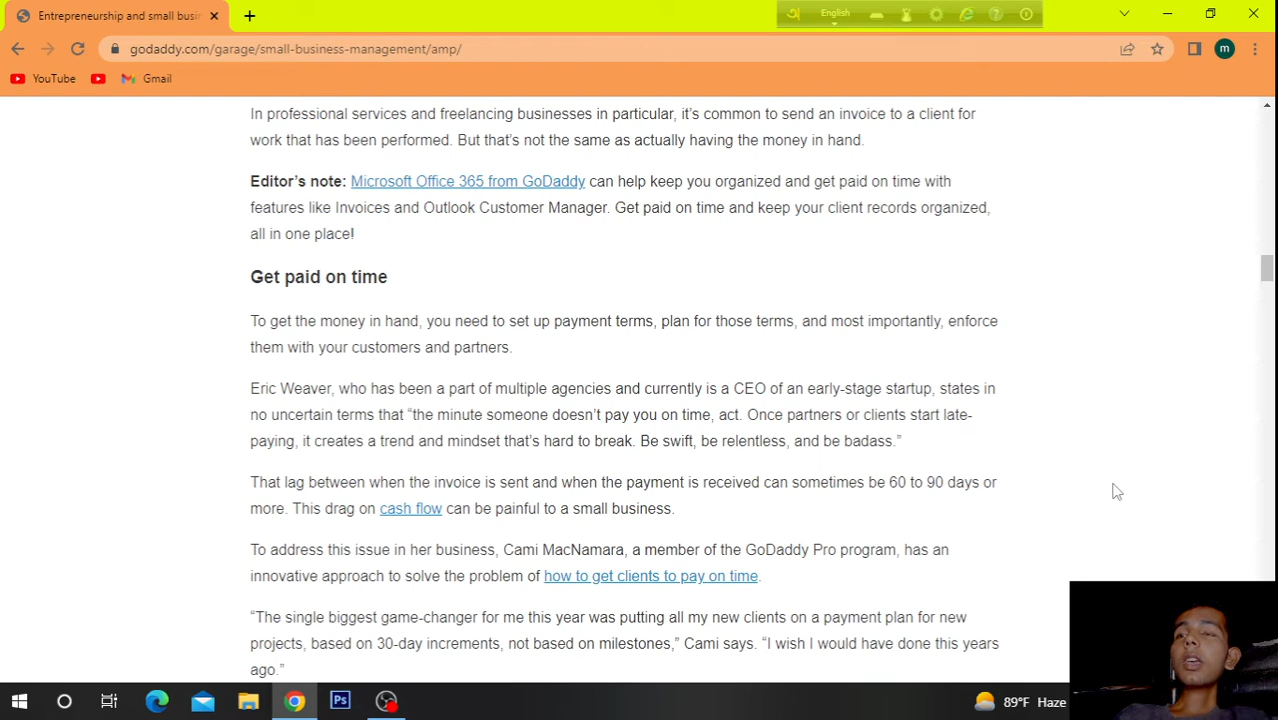 Entrepreneurship and small busin
English
godaddy.com/garage/small-business-management/amp/
m
YouTube
Gmail
In professional services and freelancing businesses in particular, it's common to send an invoice to a client for
work that has been performed. But that's not the same as actually having the money in hand.
Editor's note: Microsoft Office 365 from GoDaddy can help keep you organized and get paid on time with
features like Invoices and Outlook Customer Manager. Get paid on time and keep your client records organized,
all in one place!
Get paid on time
To get the money in hand, you need to set up payment terms, plan for those terms, and most importantly, enforce
them with your customers and partners.
Eric Weaver, who has been a part of multiple agencies and currently is a CEO of an early-stage startup, states in
no uncertain terms that “the minute someone doesn't pay you on time, act. Once partners or clients start late-
paying, it creates a trend and mindset that's hard to break. Be swift, be relentless, and be badass.”
That lag between when the invoice is sent and when the payment is received can sometimes be 60 to 90 days or
more. This drag on cash flow can be painful to a small business.
To address this issue in her business, Cami MacNamara, a member of the GoDaddy Pro program, has an
innovative approach to solve the problem of how to get clients to pay on time.
“The single biggest game-changer for me this year was putting all my new clients on a payment plan for new
projects, based on 30-day increments, not based on milestones,” Cami says. “I wish I would have done this years
ago.”
Ps
89°F Haze